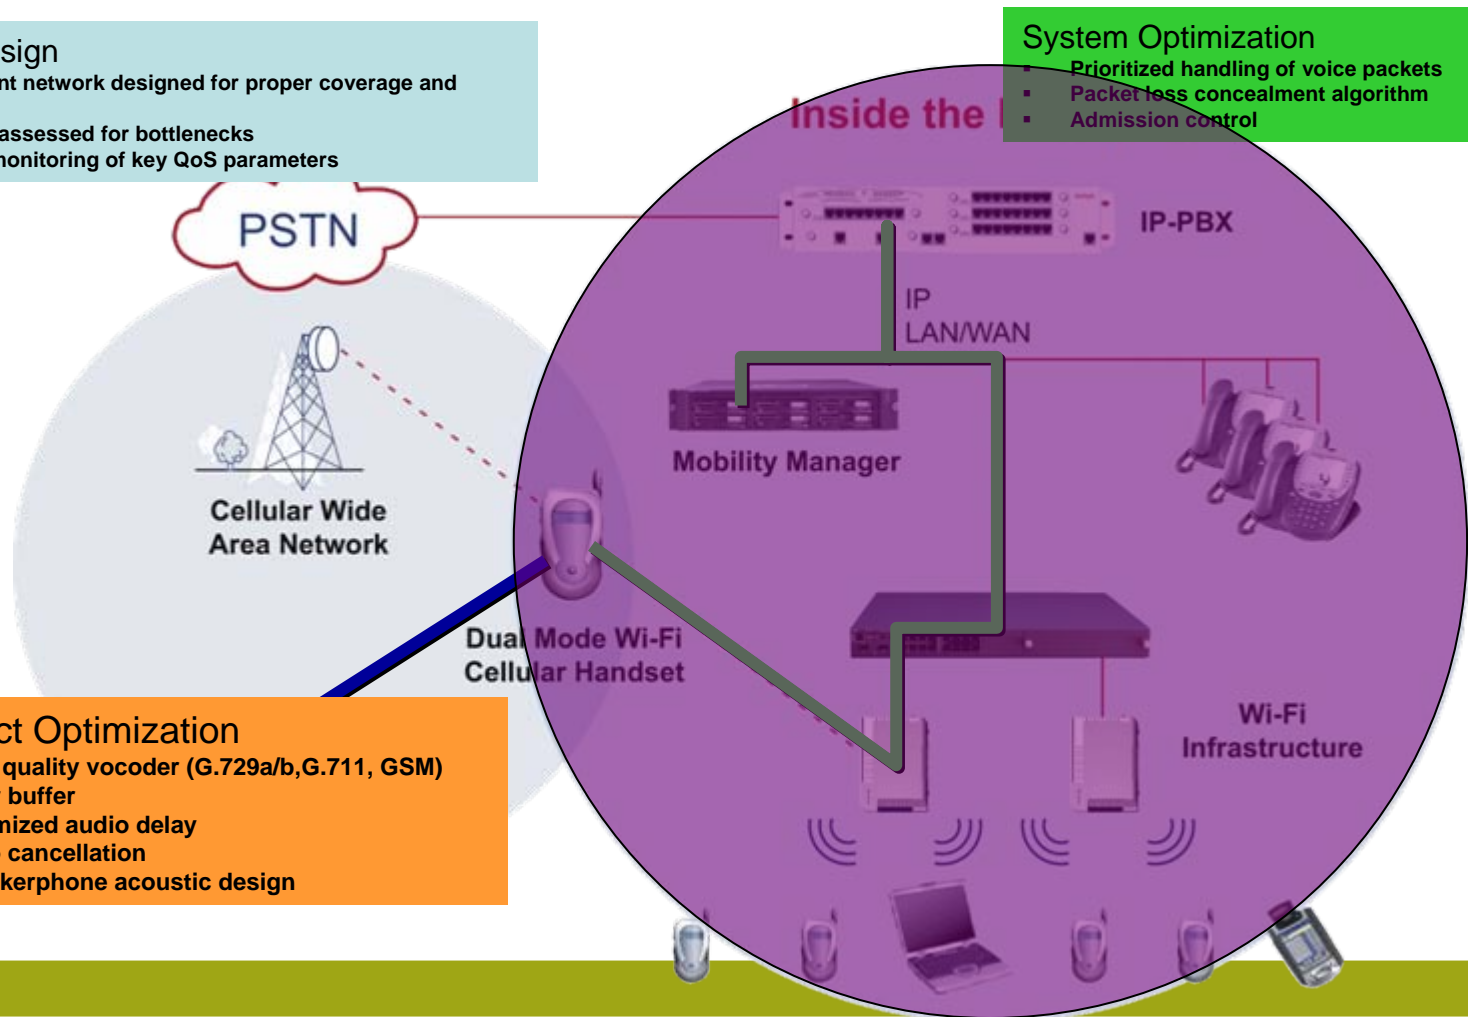 sign
nt network designed for proper coverage and
assessed for bottlenecks
monitoring of key QoS parameters
System Optimization
▪ Prioritized handling of voice packets
▪ Packet loss concealment algorithm
▪ Admission control
Inside the
PSTN
IP-PBX
IP
LAN/WAN
Mobility Manager
Cellular Wide
Area Network
Dual Mode Wi-Fi
Cellular Handset
Wi-Fi
Infrastructure
ct Optimization
quality vocoder (G.729a/b,G.711, GSM)
buffer
mized audio delay
cancellation
kerphone acoustic design